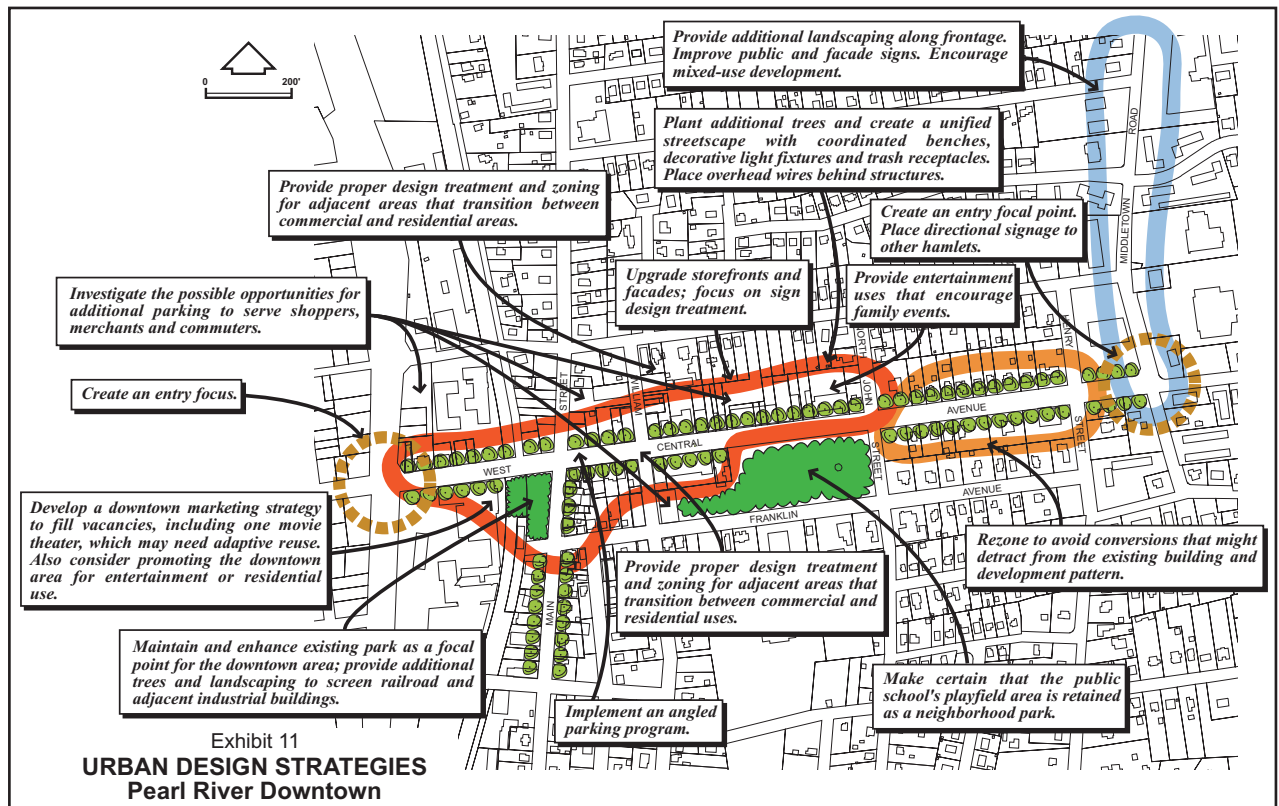 0 200'
Provide additional landscaping along frontage.
Improve public and facade signs. Encourage
mixed-use development.
Plant additional trees and create a unified
streetscape with coordinated benches,
decorative light fixtures and trash receptacles.
Place overhead wires behind structures.
Provide proper design treatment and zoning
for adjacent areas that transition between
commercial and residential areas.
Create an entry focal point.
Place directional signage to
other hamlets.
Investigate the possible opportunities for
additional parking to serve shoppers,
merchants and commuters.
Upgrade storefronts and
facades; focus on sign
design treatment.
Provide entertainment
uses that encourage
family events.
Create an entry focus.
ROAD
MIDDLETOWN
HENRY
STREET
NORTH
JOHN
STREET
WILLIAM
STREET
MAIN
WEST
CENTRAL
AVENUE
FRANKLIN
AVENUE
Develop a downtown marketing strategy
to fill vacancies, including one movie
theater, which may need adaptive reuse.
Also consider promoting the downtown
area for entertainment or residential
use.
Rezone to avoid conversions that might
detract from the existing building and
development pattern.
Provide proper design treatment
and zoning for adjacent areas that
transition between commercial and
residential uses.
Maintain and enhance existing park as a focal
point for the downtown area; provide additional
trees and landscaping to screen railroad and
adjacent industrial buildings.
Make certain that the public
school's playfield area is retained
as a neighborhood park.
Implement an angled
parking program.
Exhibit 11
URBAN DESIGN STRATEGIES
Pearl River Downtown